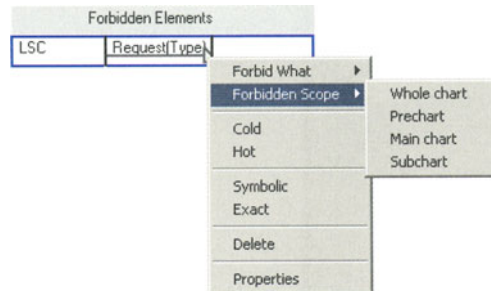 Forbidden Elements
LSC Request(Type)
Forbid What
Forbidden Scope
Whole chart
Prechart
Main chart
Subchart
Cold
Hot
Symbolic
Exact
Delete
Properties